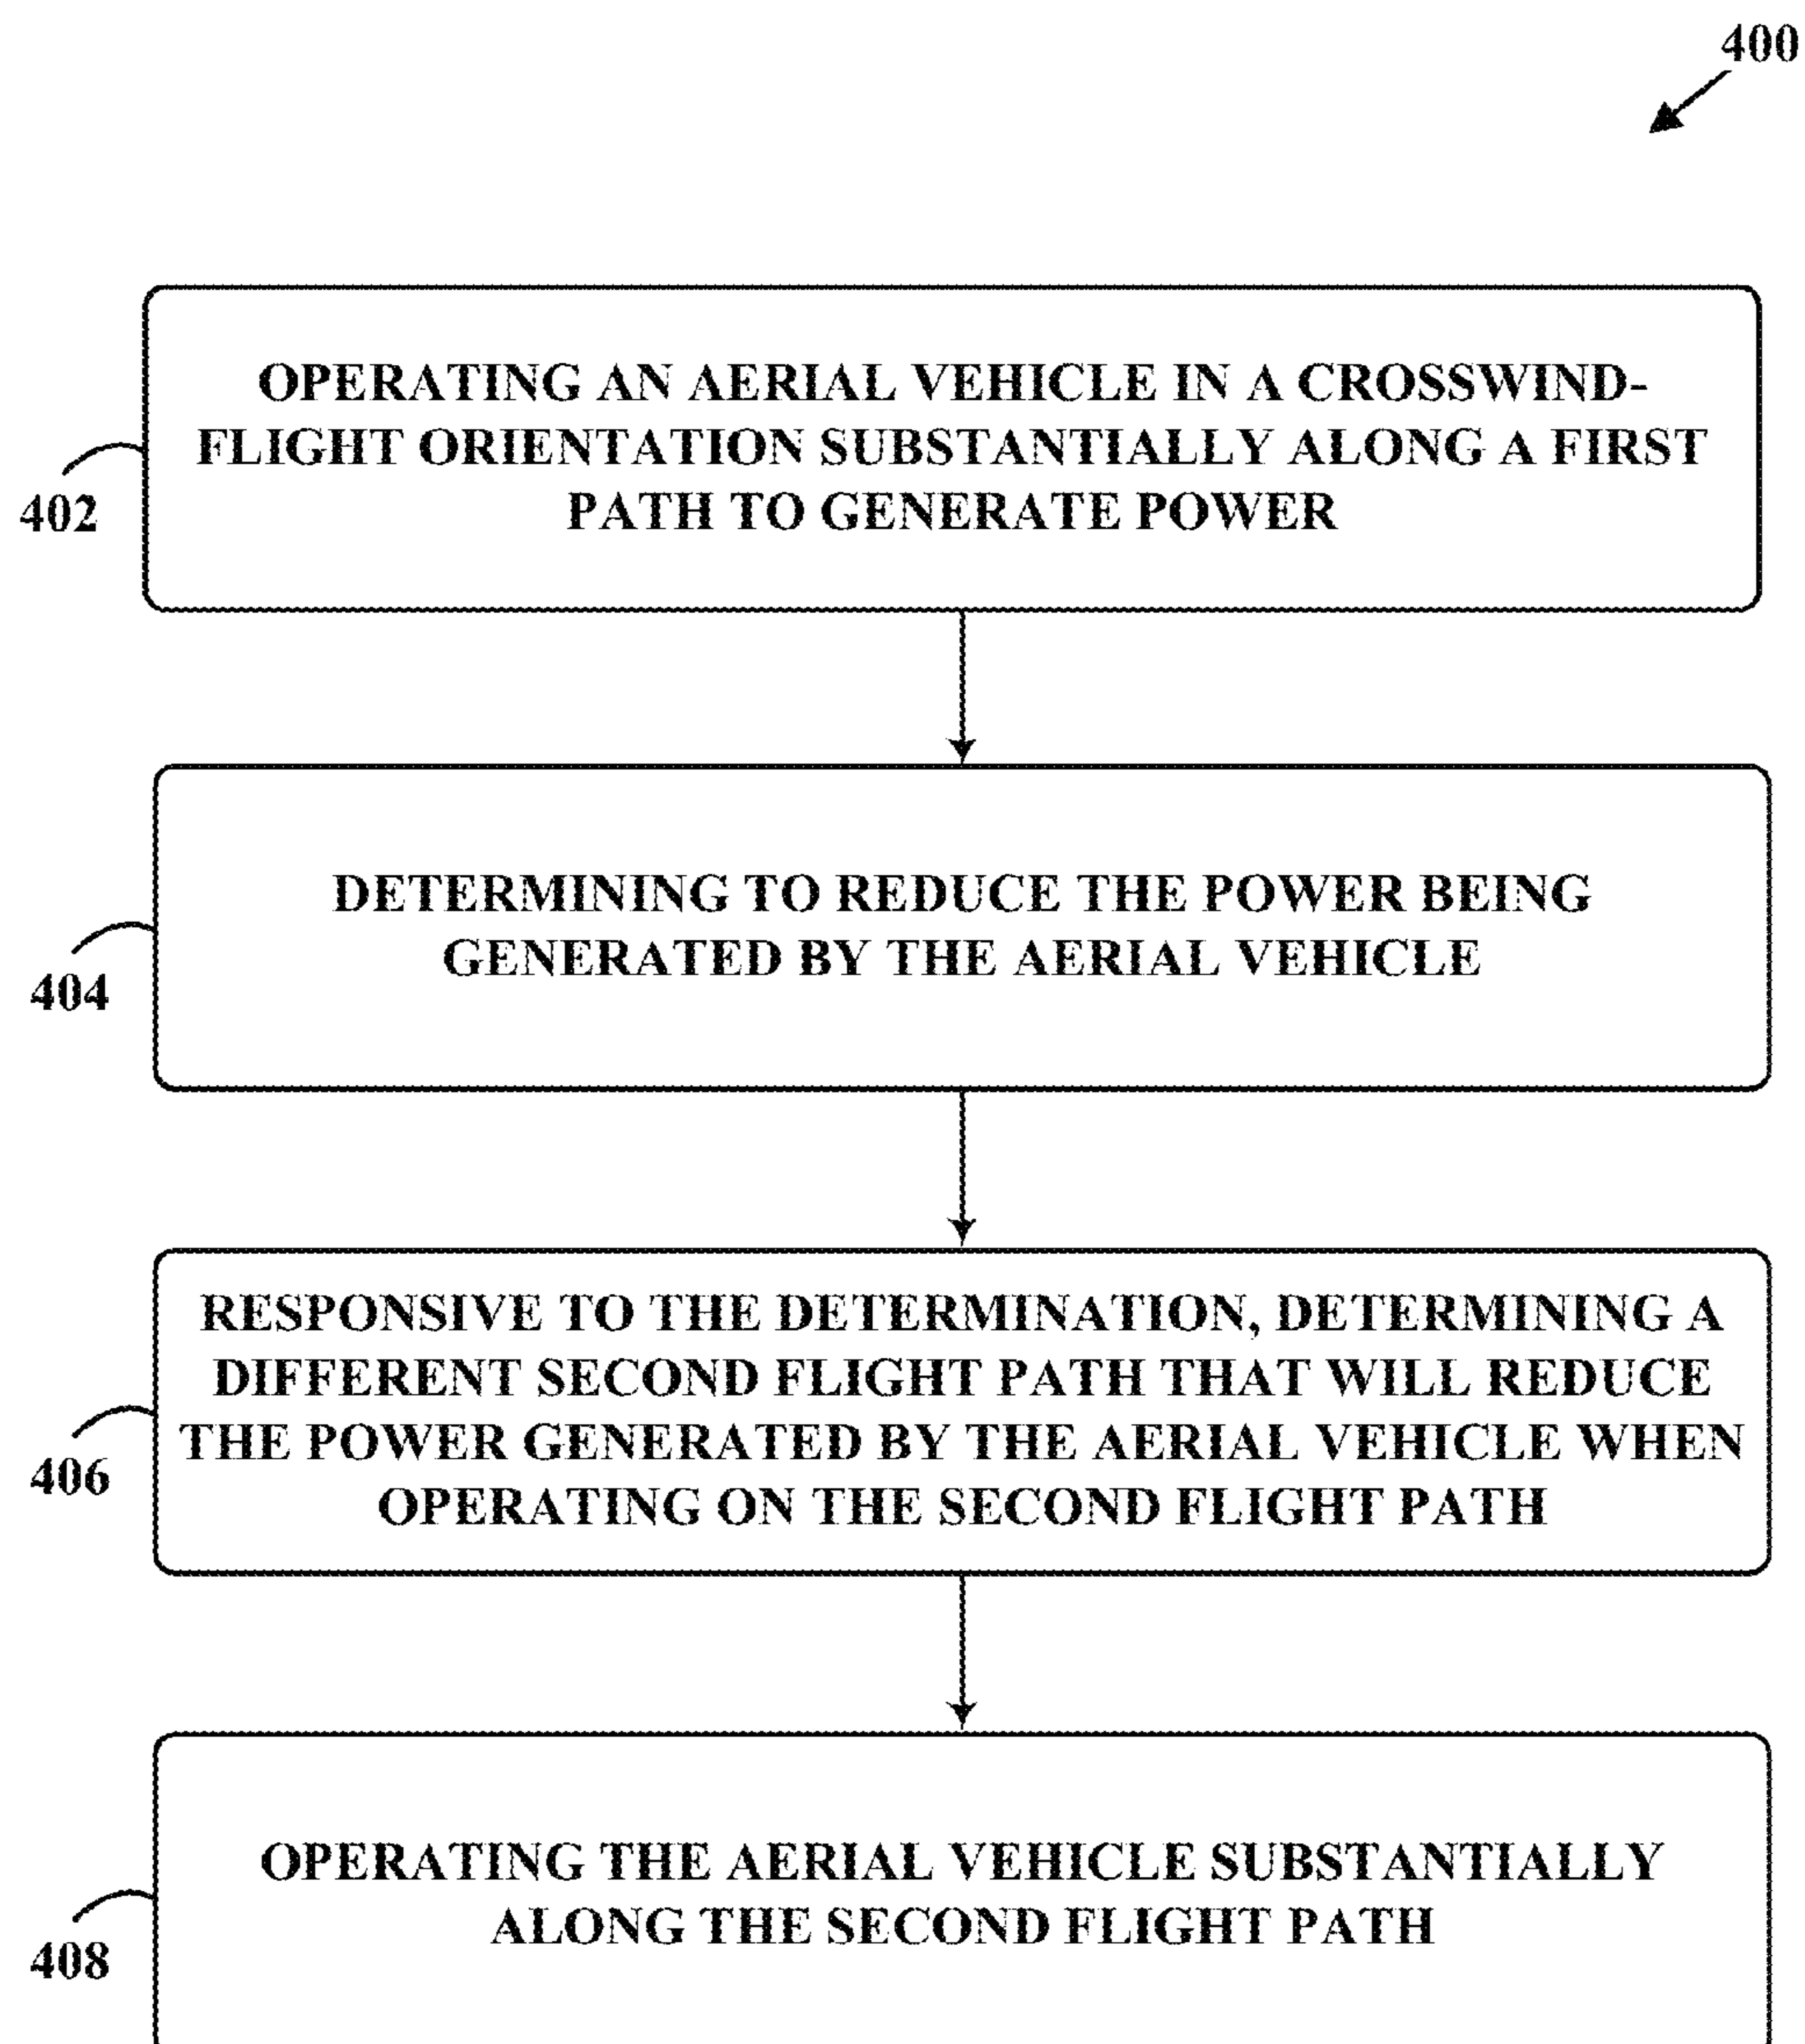 400
OPERATING AN AERIAL VEHICLE IN A CROSSWIND-
FLIGHT ORIENTATION SUBSTANTIALLY ALONG A FIRST
PATH TO GENERATE POWER
402
DETERMINING TO REDUCE THE POWER BEING
GENERATED BY THE AERIAL VEHICLE
404
RESPONSIVE TO THE DETERMINATION, DETERMINING A
DIFFERENT SECOND FLIGHT PATH THAT WILL REDUCE
THE POWER GENERATED BY THE AERIAL VEHICLE WHEN
OPERATING ON THE SECOND FLIGHT PATH
406
OPERATING THE AERIAL VEHICLE SUBSTANTIALLY
ALONG THE SECOND FLIGHT PATH
408